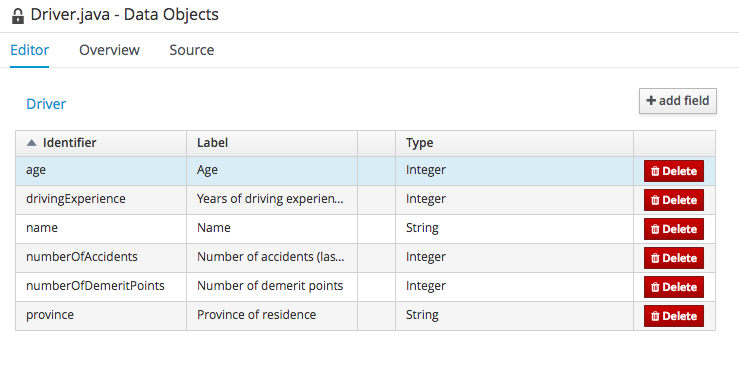 Driver.java - Data Objects
Editor Overview Source
Driver
add field
Identifier Label Type
age Age Integer Delete
drivingExperience Years of driving experien... Integer Delete
name Name String Delete
numberOfAccidents Number of accidents (las... Integer Delete
numberOfDemeritPoints Number of demerit points Integer Delete
province Province of residence String Delete